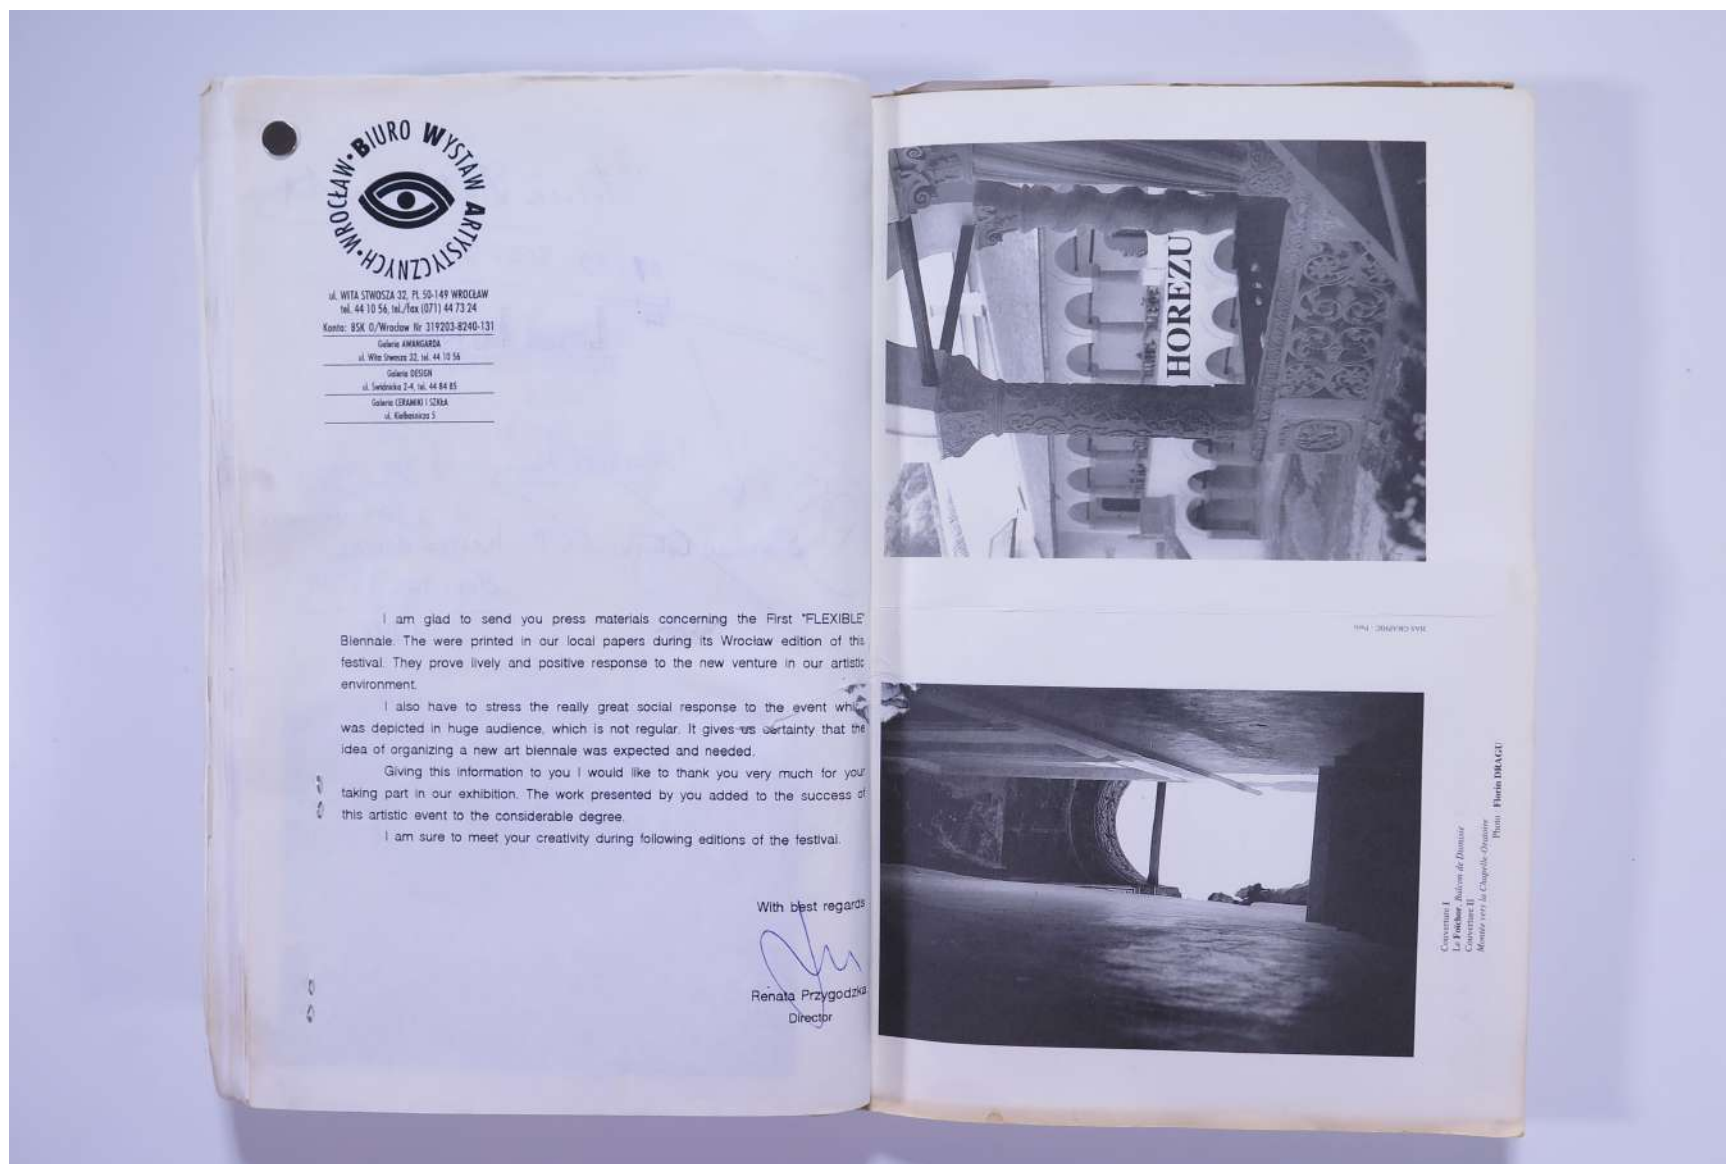 WROCŁAW • BIURO WYSTAW ARTYSTYCZNYCH •
ul. WITA STWOSZA 32, PL 50-149 WROCŁAW
tel. 44 10 56, tel./fax (071) 44 73 24
Konto: BSK O/Wrocław Nr 319203-8240-131
Galeria AWANGARDA
ul. Wita Stwosza 32, tel. 44 10 56
Galeria DESIGN
ul. Świdnicka 2-4, tel. 44 84 85
Galeria CERAMIKI I SZKŁA
ul. Kiełbaśnicza 5
I am glad to send you press materials concerning the First "FLEXIBLE"
Biennale. The were printed in our local papers during its Wrocław edition of this
festival. They prove lively and positive response to the new venture in our artistic
environment.
I also have to stress the really great social response to the event which
was depicted in huge audience, which is not regular. It gives us certainty that the
idea of organizing a new art biennale was expected and needed.
Giving this information to you I would like to thank you very much for your
taking part in our exhibition. The work presented by you added to the success of
this artistic event to the considerable degree.
I am sure to meet your creativity during following editions of the festival.
With best regards
Renata Przygodzka
Director
HOREZU
GRAPHIC - Paris
Couverture I
Le Foichor, Balcon de Dionisie
Couverture II
Montée vers la Chapelle-Oratoire
Photo Florin DRAGU